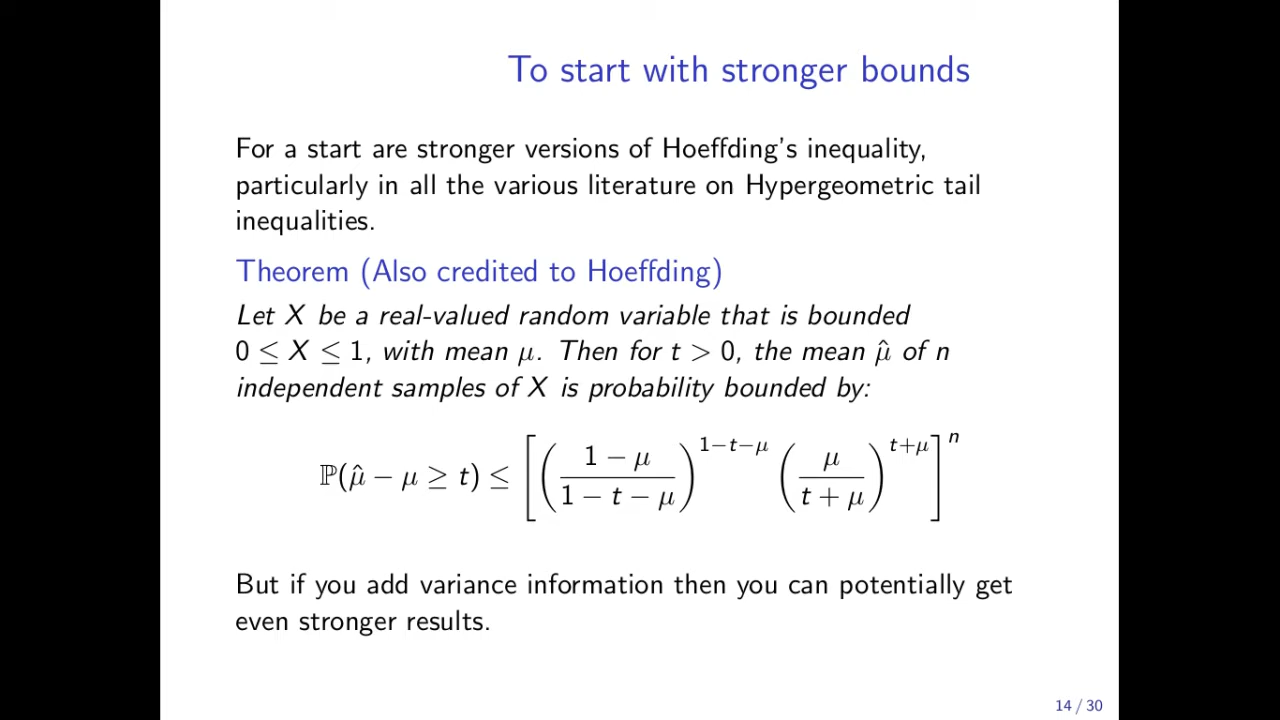 To start with stronger bounds
For a start are stronger versions of Hoeffding's inequality,
particularly in all the various literature on Hypergeometric tail
inequalities.
Theorem (Also credited to Hoeffding)
Let X be a real-valued random variable that is bounded
0 ≤ X ≤ 1, with mean μ. Then for t > 0, the mean μ̂ of n
independent samples of X is probability bounded by:
ℙ(μ̂ − μ ≥ t) ≤ [((1 − μ)/(1 − t − μ))^(1−t−μ) (μ/(t + μ))^(t+μ)]^n
But if you add variance information then you can potentially get
even stronger results.
14 / 30